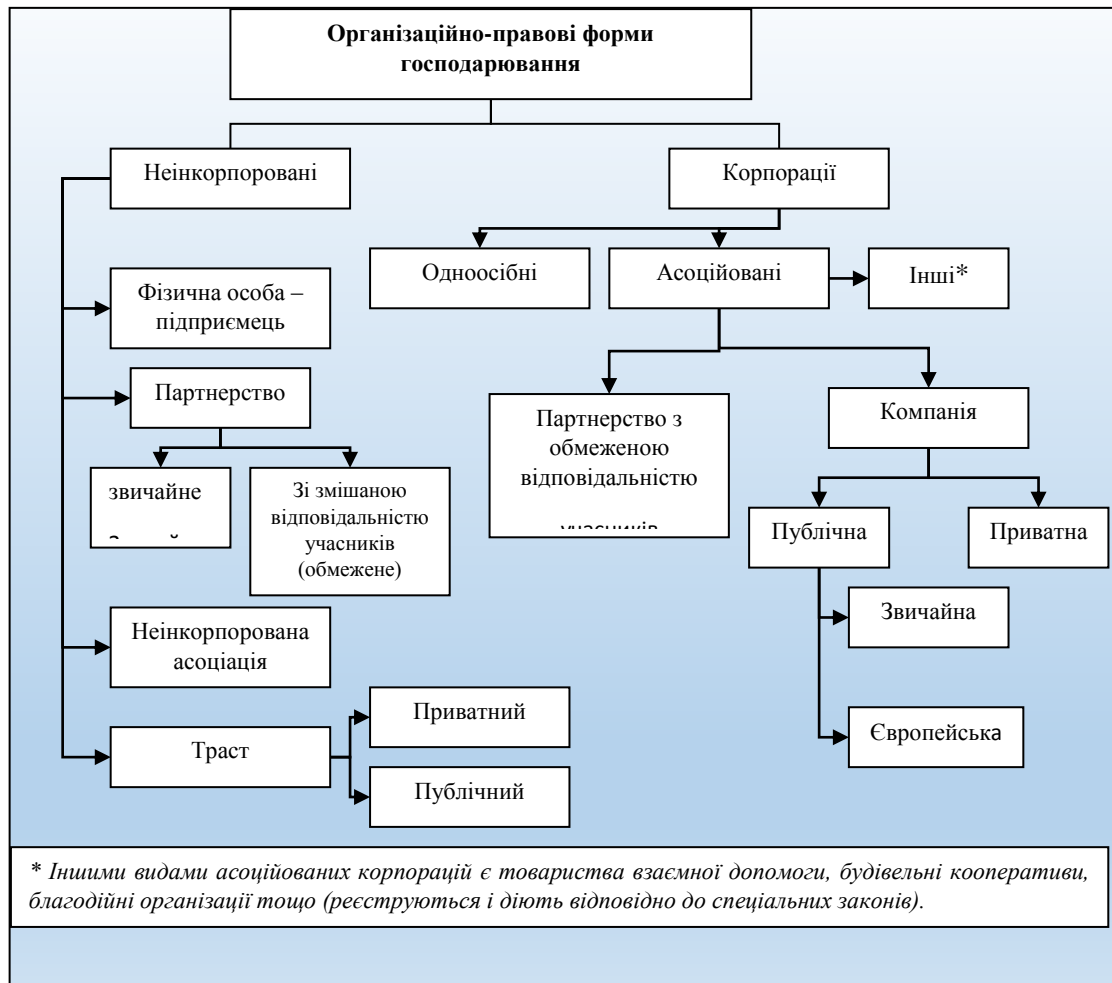 Організаційно-правові форми
господарювання
Неінкорпоровані
Корпорації
Одноосібні
Асоційовані
Інші*
Фізична особа –
підприємець
Партнерство
звичайне
Зі змішаною
відповідальністю
учасників
(обмежене)
Партнерство з
обмеженою
відповідальністю
учасників
Компанія
Публічна
Приватна
Звичайна
Європейська
Неінкорпорована
асоціація
Траст
Приватний
Публічний
* Іншими видами асоційованих корпорацій є товариства взаємної допомоги, будівельні кооперативи,
благодійні організації тощо (реєструються і діють відповідно до спеціальних законів).